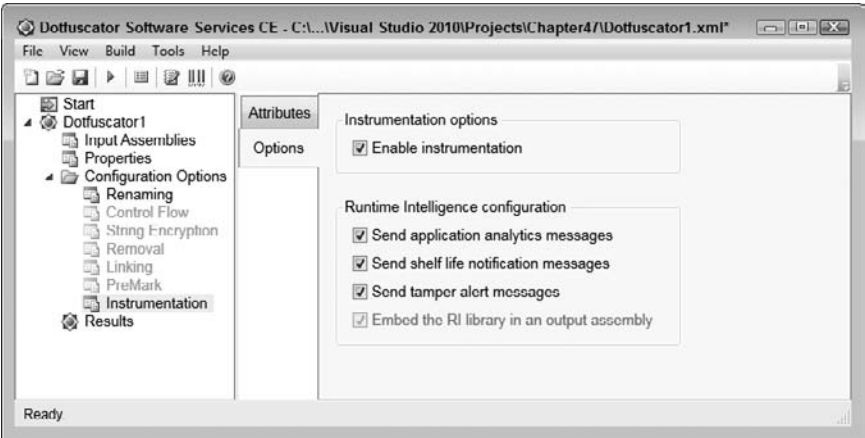 Dotfuscator Software Services CE - C:\...\Visual Studio 2010\Projects\Chapter47\Dotfuscator1.xml*
File View Build Tools Help
Start
Dotfuscator1
Input Assemblies
Properties
Configuration Options
Renaming
Control Flow
String Encryption
Removal
Linking
PreMark
Instrumentation
Results
Attributes
Options
Instrumentation options
Enable instrumentation
Runtime Intelligence configuration
Send application analytics messages
Send shelf life notification messages
Send tamper alert messages
Embed the RI library in an output assembly
Ready.